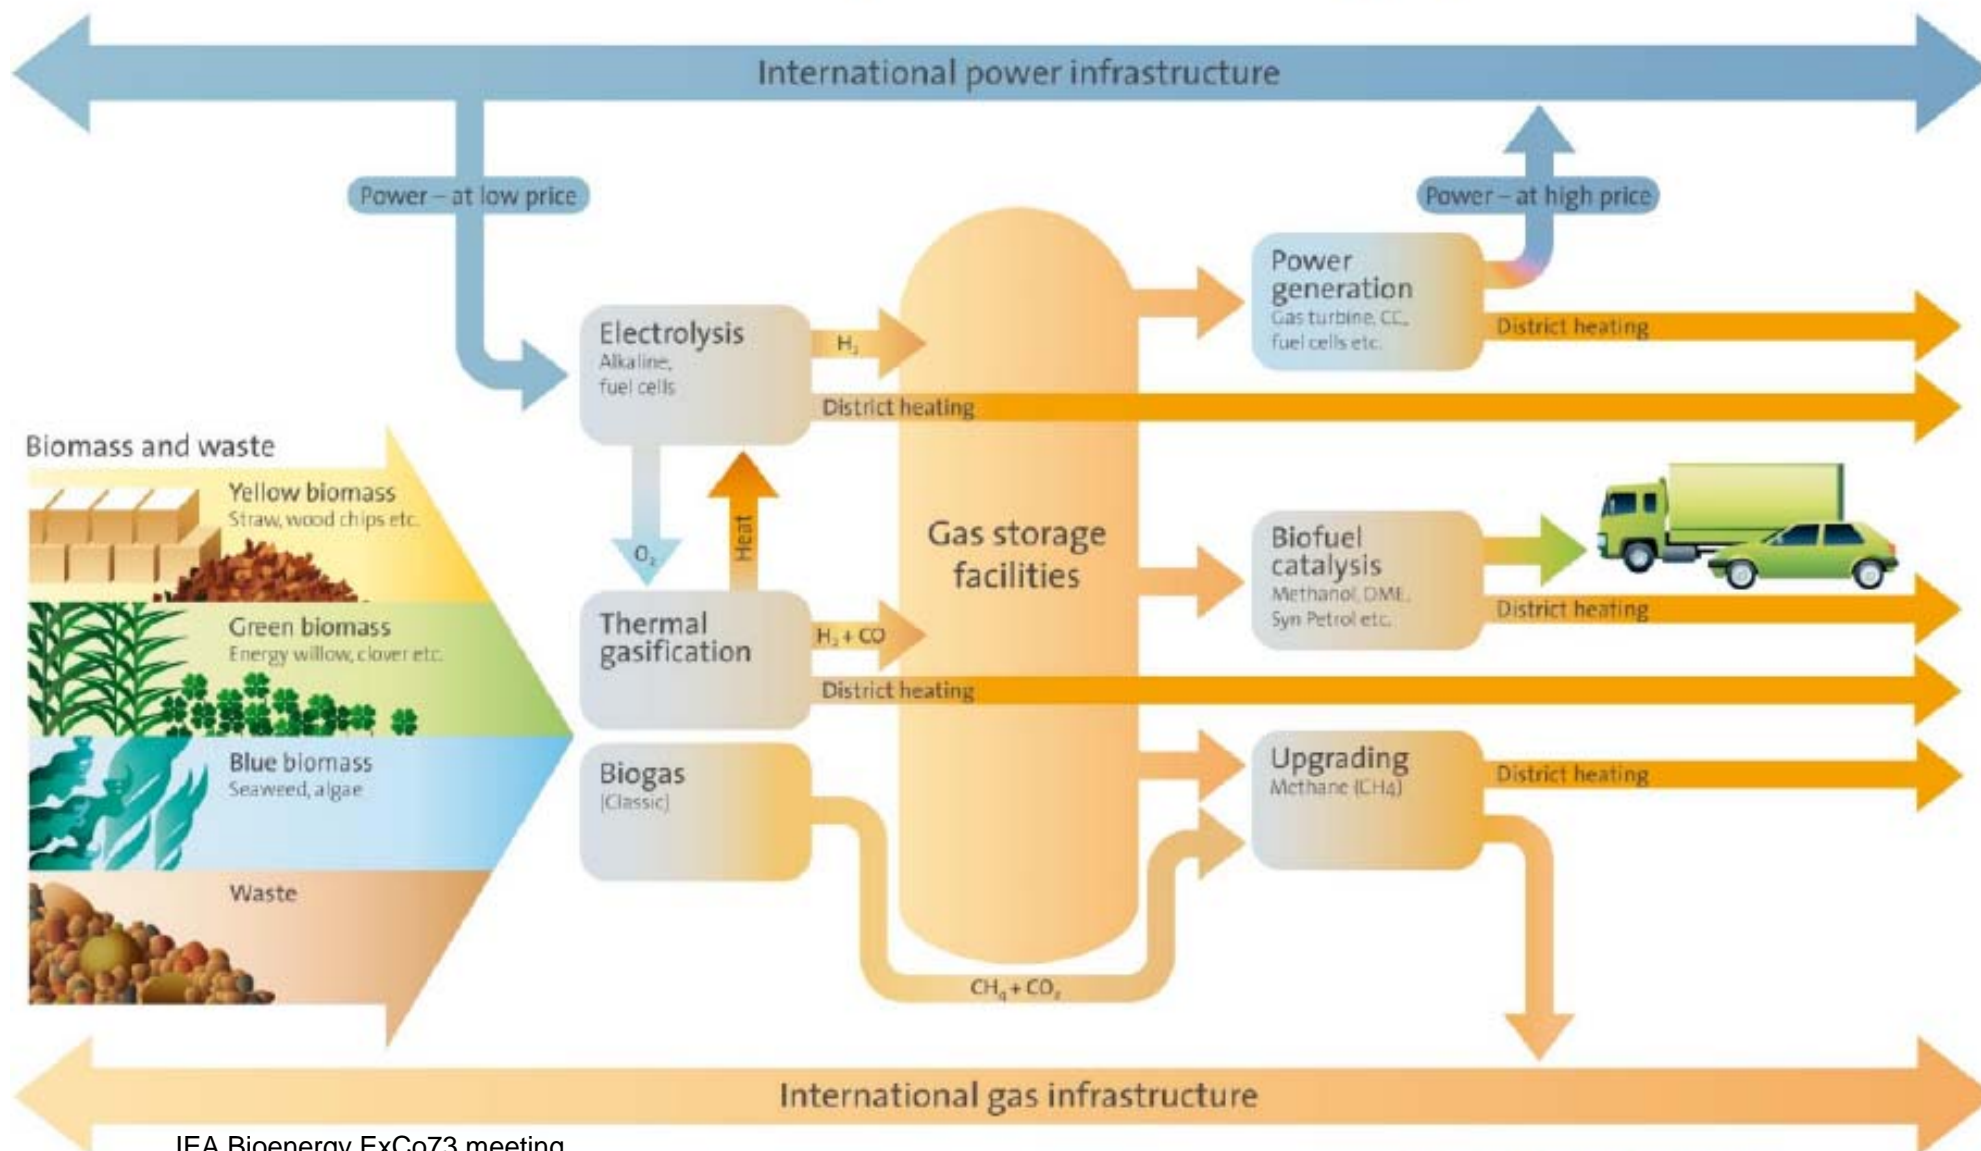 International power infrastructure
Power – at low price
Power – at high price
Power
generation
Gas turbine, CC,
fuel cells etc.
District heating
Electrolysis
Alkaline,
fuel cells
H₂
District heating
Biomass and waste
Yellow biomass
Straw, wood chips etc.
Green biomass
Energy willow, clover etc.
Blue biomass
Seaweed, algae
Waste
O₂
Heat
Gas storage
facilities
Biofuel
catalysis
Methanol, DME,
Syn Petrol etc.
District heating
Thermal
gasification
H₂ + CO
District heating
Biogas
(Classic)
Upgrading
Methane (CH4)
District heating
CH₄ + CO₂
International gas infrastructure
IEA Bioenergy ExCo73 meeting